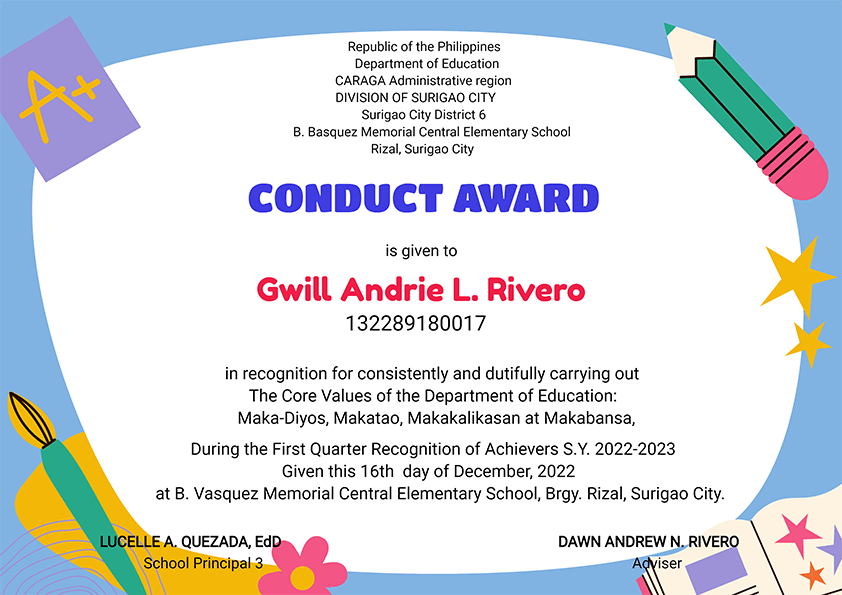 A+
Republic of the Philippines
Department of Education
CARAGA Administrative region
DIVISION OF SURIGAO CITY
Surigao City District 6
B. Basquez Memorial Central Elementary School
Rizal, Surigao City
CONDUCT AWARD
is given to
Gwill Andrie L. Rivero
132289180017
in recognition for consistently and dutifully carrying out
The Core Values of the Department of Education:
Maka-Diyos, Makatao, Makakalikasan at Makabansa,
During the First Quarter Recognition of Achievers S.Y. 2022-2023
Given this 16th day of December, 2022
at B. Vasquez Memorial Central Elementary School, Brgy. Rizal, Surigao City.
LUCELLE A. QUEZADA, EdD
School Principal 3
DAWN ANDREW N. RIVERO
Adviser